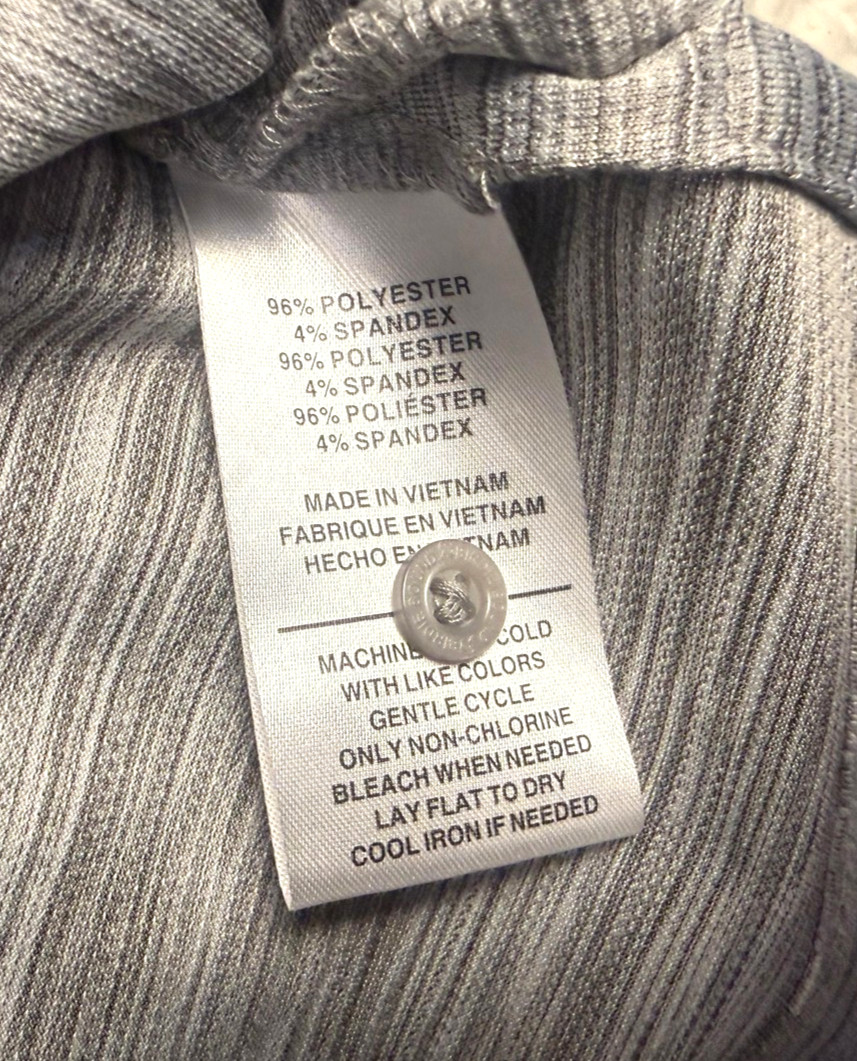 96% POLYESTER
4% SPANDEX
96% POLYESTER
4% SPANDEX
96% POLIÉSTER
4% SPANDEX
MADE IN VIETNAM
FABRIQUE EN VIETNAM
HECHO EN
MACHINE COLD
WITH LIKE COLORS
GENTLE CYCLE
ONLY NON-CHLORINE
BLEACH WHEN NEEDED
LAY FLAT TO DRY
COOL IRON IF NEEDED